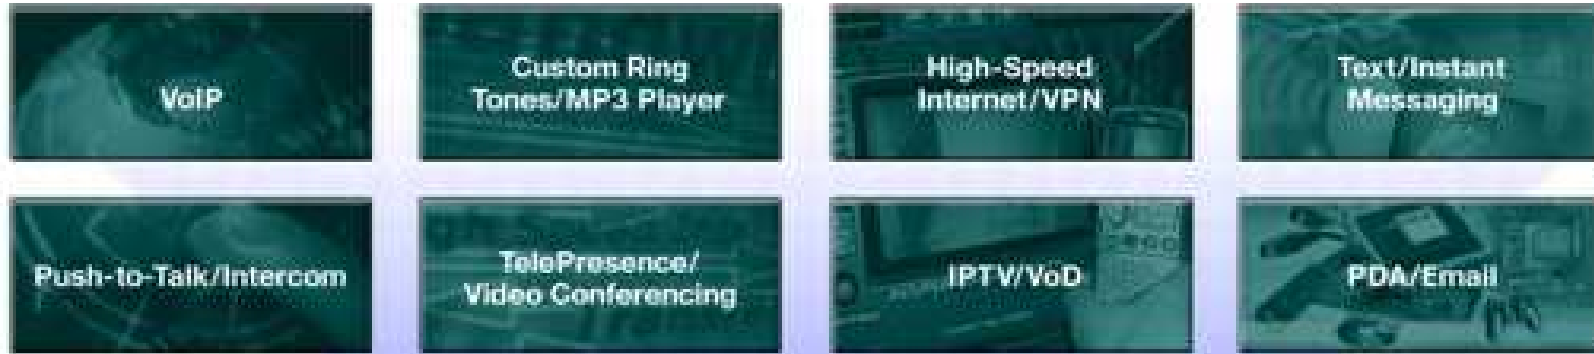 VoIP
Custom Ring
Tones/MP3 Player
High-Speed
Internet/VPN
Text/Instant
Messaging
Push-to-Talk/Intercom
TelePresence/
Video Conferencing
IPTV/VoD
PDA/Email